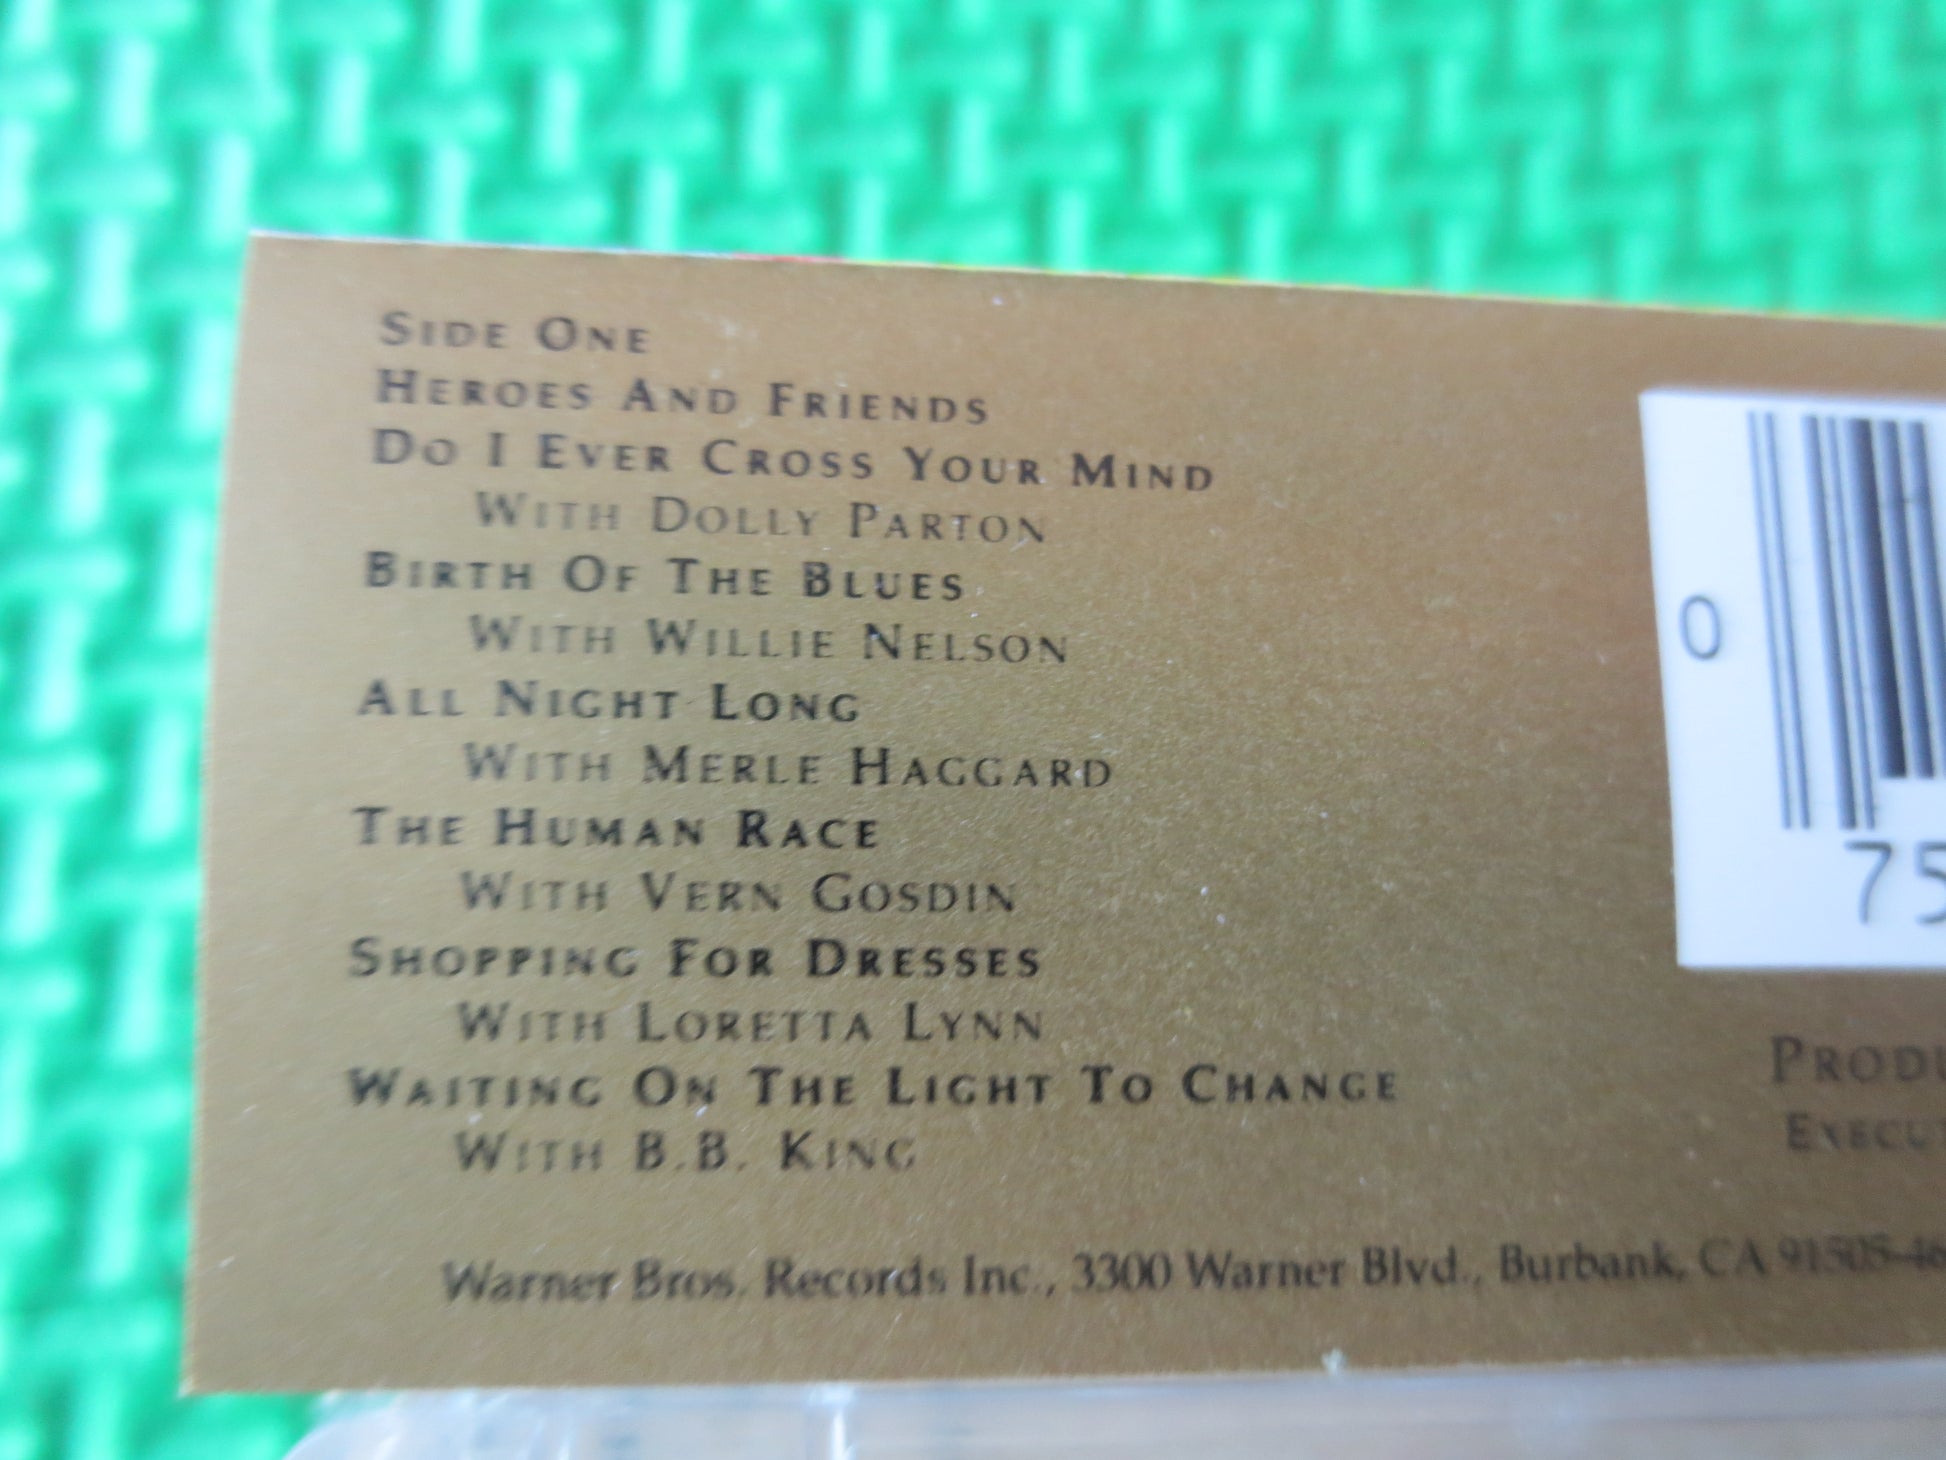 SIDE ONE
HEROES AND FRIENDS
DO I EVER CROSS YOUR MIND
WITH DOLLY PARTON
BIRTH OF THE BLUES
WITH WILLIE NELSON
ALL NIGHT LONG
WITH MERLE HAGGARD
THE HUMAN RACE
WITH VERN GOSDIN
SHOPPING FOR DRESSES
WITH LORETTA LYNN
WAITING ON THE LIGHT TO CHANGE
WITH B.B. KING
Warner Bros. Records Inc., 3300 Warner Blvd., Burbank, CA
0
75